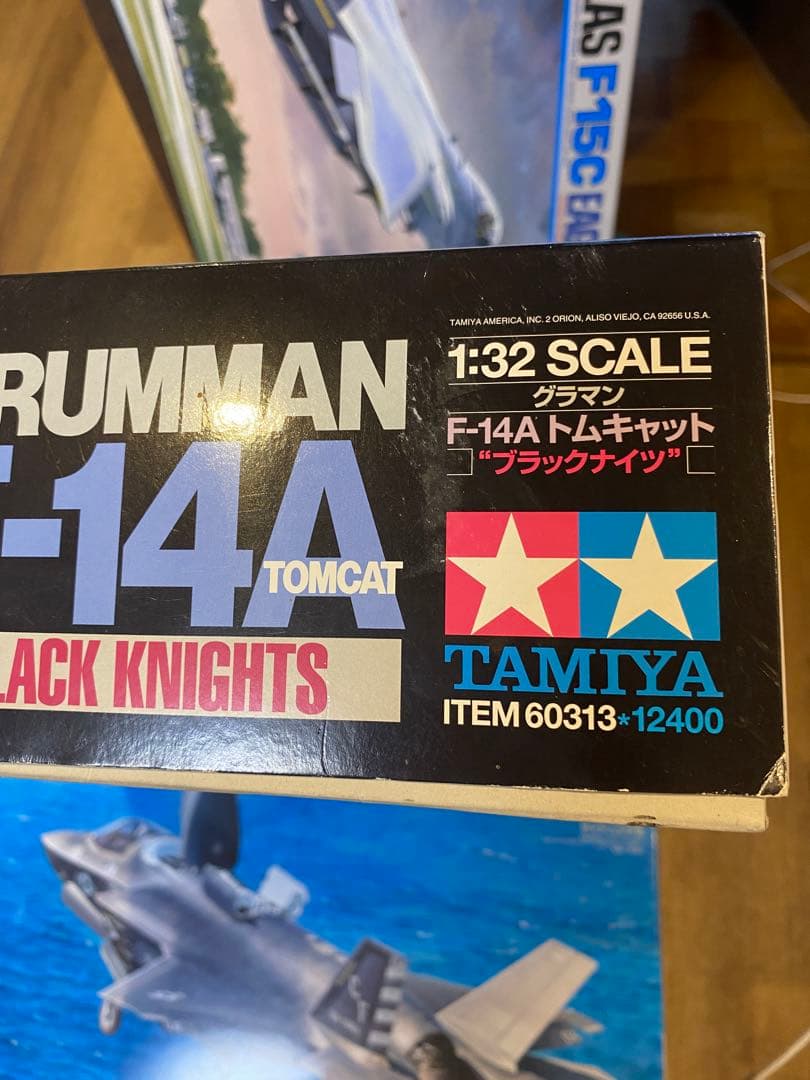 LAS F15C EAG
RUMMAN
F-14A
TOMCAT
LACK KNIGHTS
TAMIYA AMERICA, INC. 2 ORION, ALISO VIEJO, CA 92656 U.S.A.
1:32 SCALE
グラマン
F-14A トムキャット
“ブラックナイツ”
TAMIYA
ITEM 60313*12400